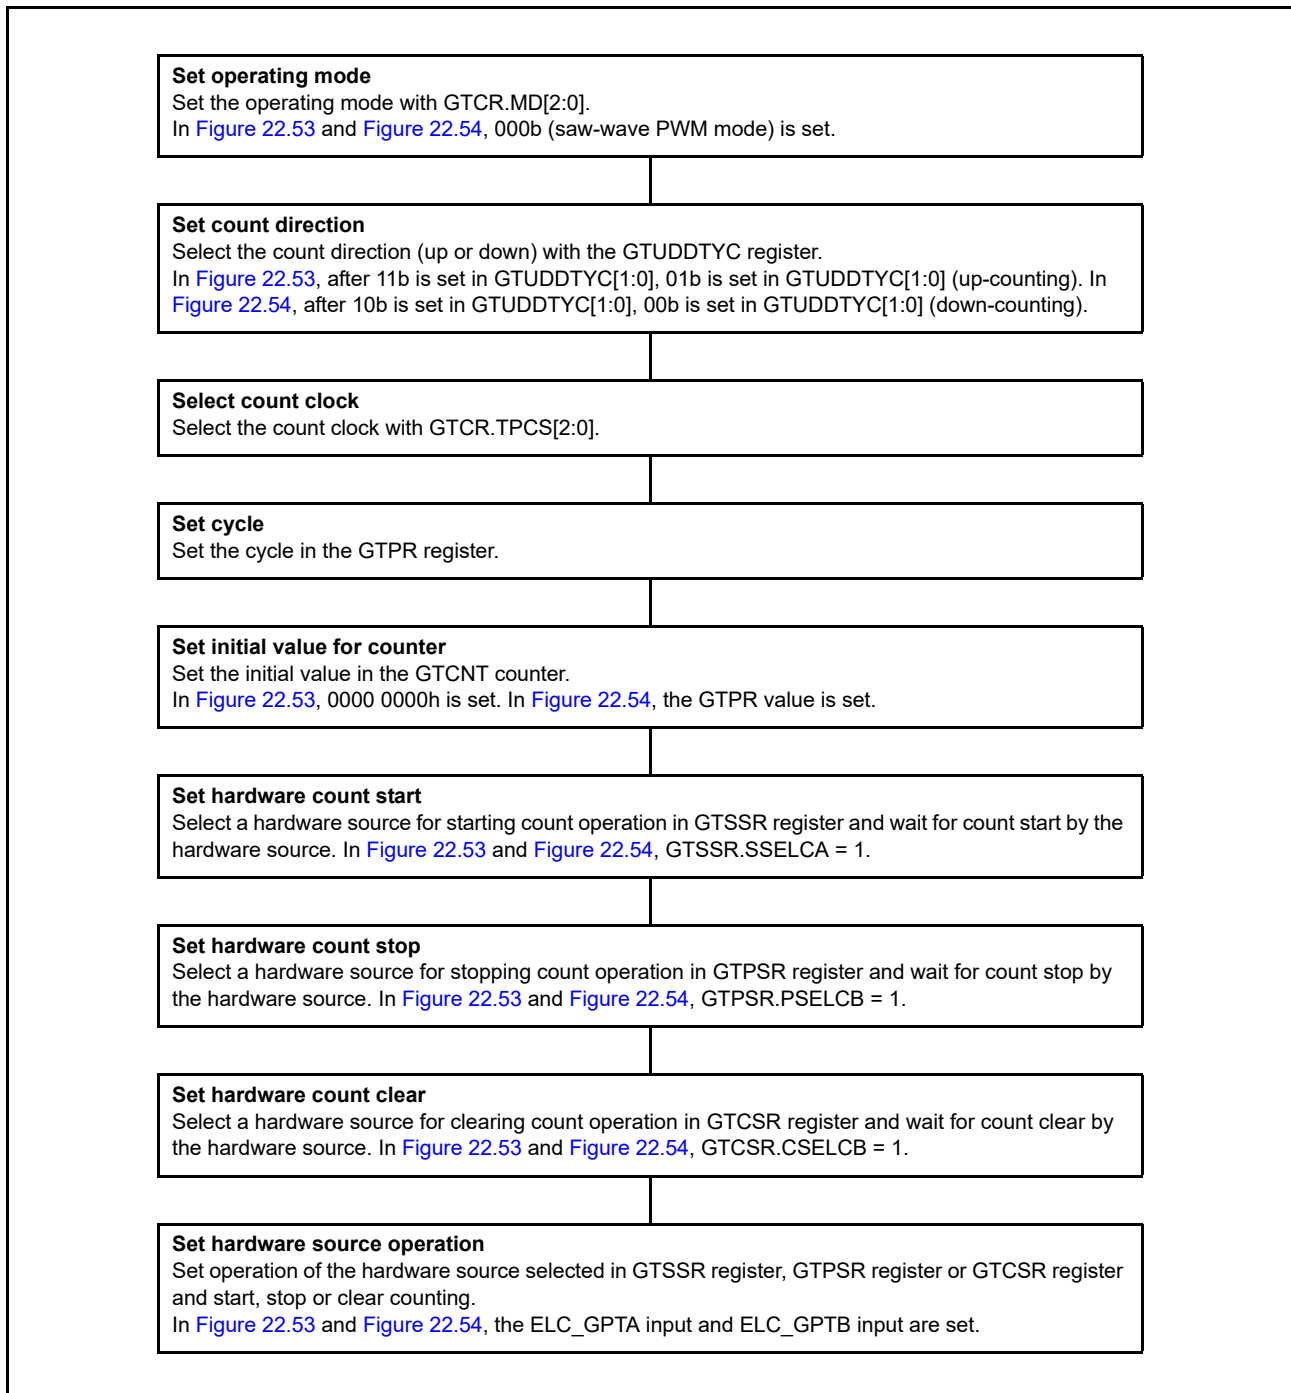 Set operating mode
Set the operating mode with GTCR.MD[2:0].
In Figure 22.53 and Figure 22.54, 000b (saw-wave PWM mode) is set.
Set count direction
Select the count direction (up or down) with the GTUDDTYC register.
In Figure 22.53, after 11b is set in GTUDDTYC[1:0], 01b is set in GTUDDTYC[1:0] (up-counting). In
Figure 22.54, after 10b is set in GTUDDTYC[1:0], 00b is set in GTUDDTYC[1:0] (down-counting).
Select count clock
Select the count clock with GTCR.TPCS[2:0].
Set cycle
Set the cycle in the GTPR register.
Set initial value for counter
Set the initial value in the GTCNT counter.
In Figure 22.53, 0000 0000h is set. In Figure 22.54, the GTPR value is set.
Set hardware count start
Select a hardware source for starting count operation in GTSSR register and wait for count start by the
hardware source. In Figure 22.53 and Figure 22.54, GTSSR.SSELCA = 1.
Set hardware count stop
Select a hardware source for stopping count operation in GTPSR register and wait for count stop by
the hardware source. In Figure 22.53 and Figure 22.54, GTPSR.PSELCB = 1.
Set hardware count clear
Select a hardware source for clearing count operation in GTCSR register and wait for count clear by
the hardware source. In Figure 22.53 and Figure 22.54, GTCSR.CSELCB = 1.
Set hardware source operation
Set operation of the hardware source selected in GTSSR register, GTPSR register or GTCSR register
and start, stop or clear counting.
In Figure 22.53 and Figure 22.54, the ELC_GPTA input and ELC_GPTB input are set.